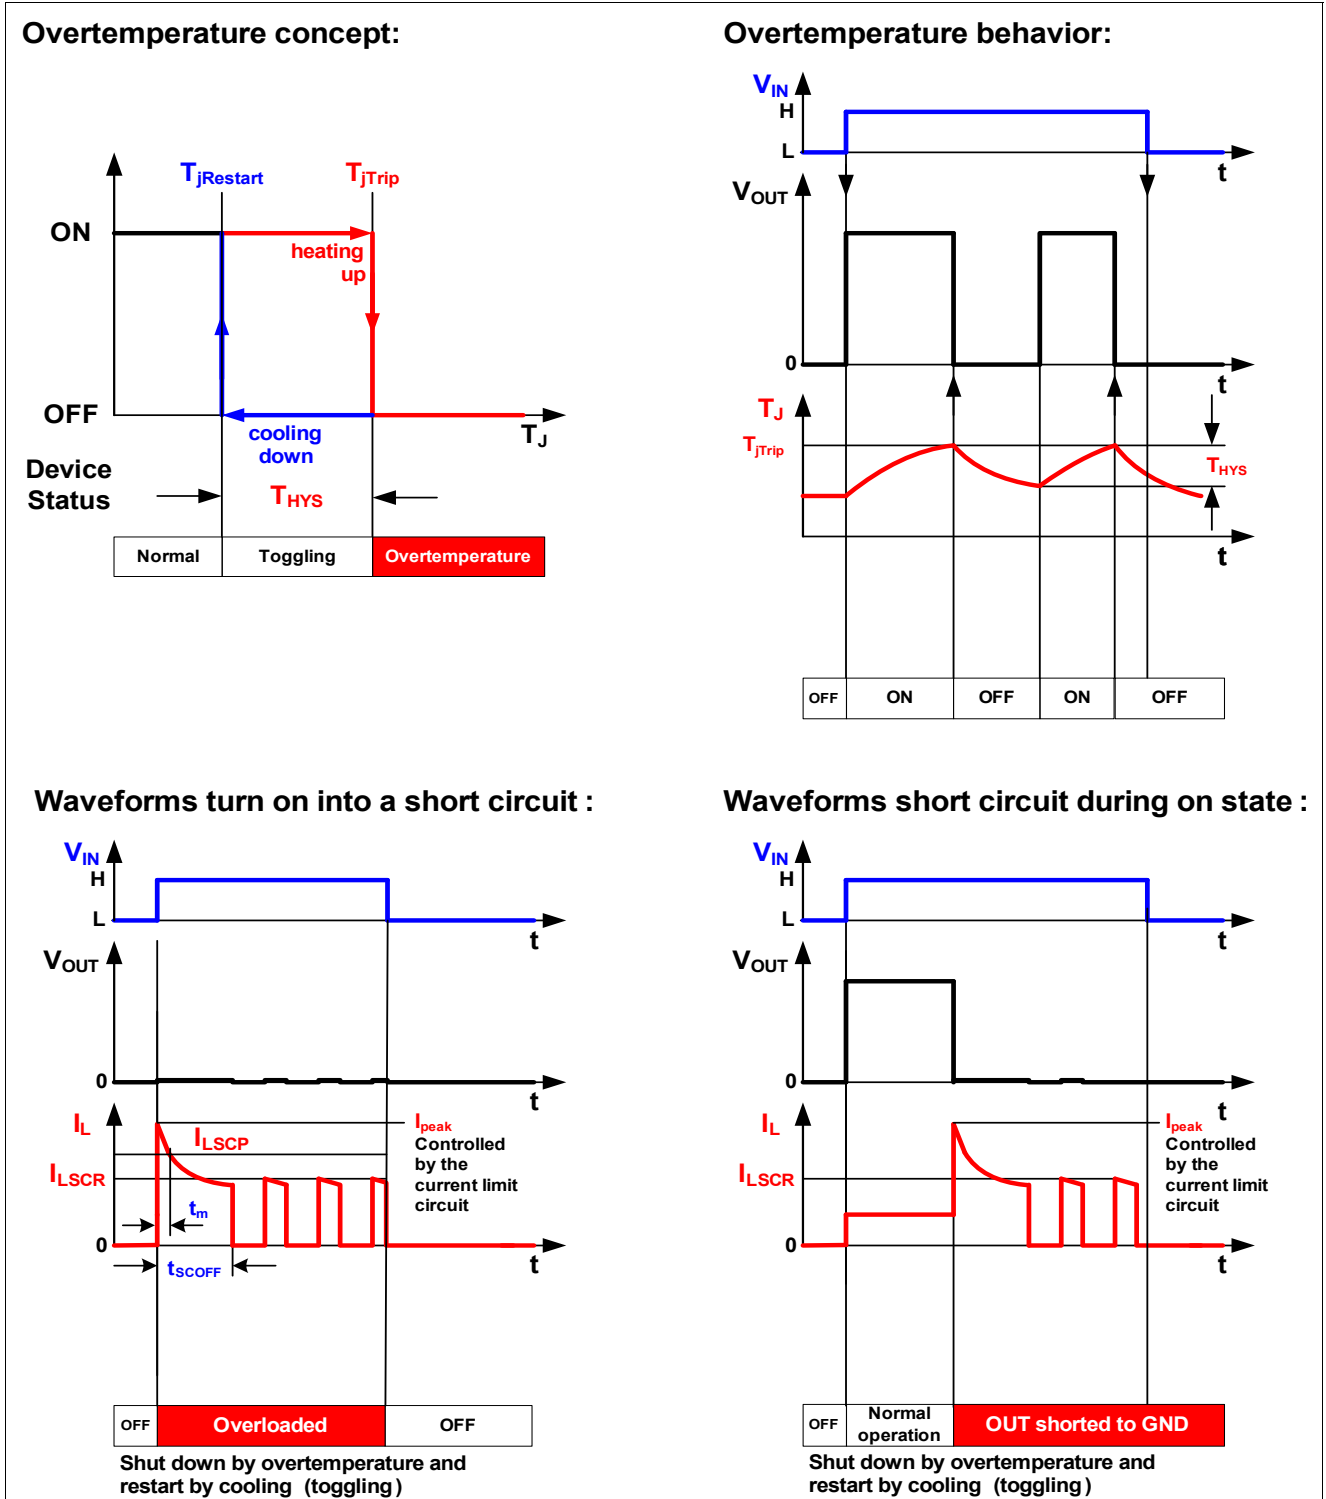 Overtemperature concept:
TjRestart
TjTrip
ON
heating
up
OFF
cooling
down
TJ
Device
Status
THYS
Normal
Toggling
Overtemperature
Overtemperature behavior:
VIN
H
L
t
VOUT
0
t
TJ
TjTrip
THYS
t
OFF
ON
OFF
ON
OFF
Waveforms turn on into a short circuit :
VIN
H
L
t
VOUT
0
t
IL
Ipeak
Controlled
by the
current limit
circuit
ILSCP
ILSCR
tm
0
t
tSCOFF
OFF
Overloaded
OFF
Shut down by overtemperature and
restart by cooling (toggling)
Waveforms short circuit during on state :
VIN
H
L
t
VOUT
0
t
IL
Ipeak
Controlled
by the
current limit
circuit
ILSCR
0
t
OFF
Normal
operation
OUT shorted to GND
Shut down by overtemperature and
restart by cooling (toggling)